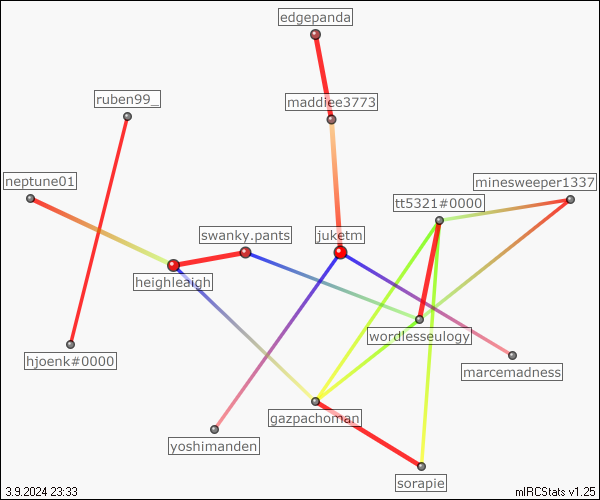 edgepanda
ruben99_
maddiee3773
neptune01
minesweeper1337
tt5321#0000
swanky.pants
juketm
heighleaigh
wordlesseulogy
hjoenk#0000
marcemadness
gazpachoman
yoshimanden
sorapie
3.9.2024 23:33
mIRCStats v1.25